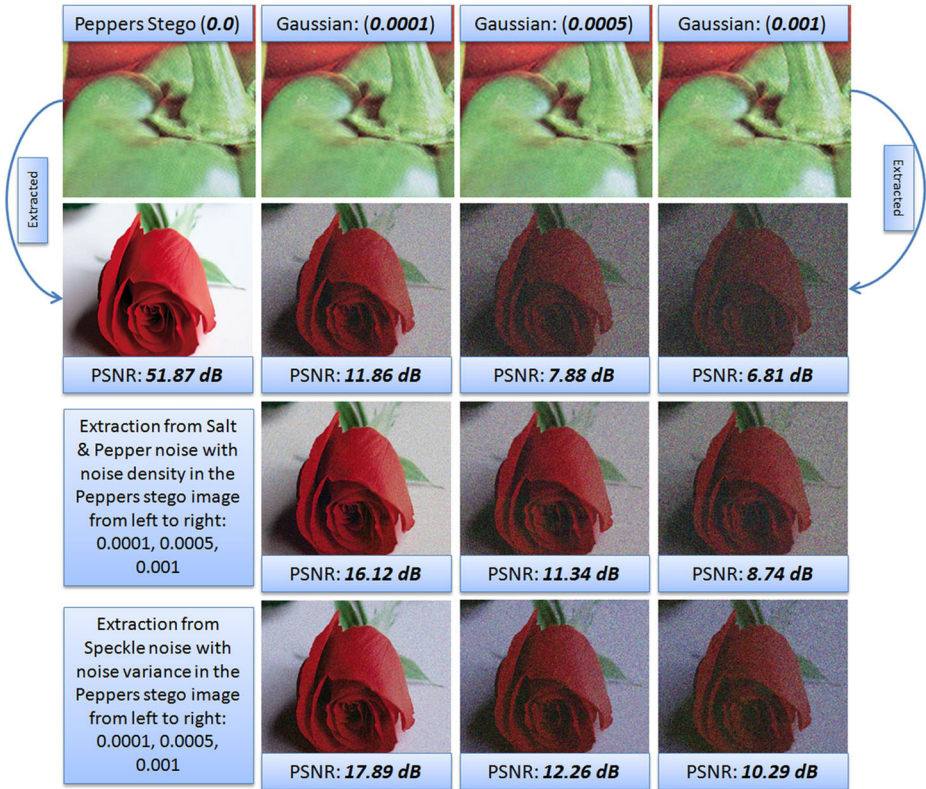 Peppers Stego (0.0)
Gaussian: (0.0001)
Gaussian: (0.0005)
Gaussian: (0.001)
Extracted
Extracted
PSNR: 51.87 dB
PSNR: 11.86 dB
PSNR: 7.88 dB
PSNR: 6.81 dB
Extraction from Salt
& Pepper noise with
noise density in the
Peppers stego image
from left to right:
0.0001, 0.0005,
0.001
PSNR: 16.12 dB
PSNR: 11.34 dB
PSNR: 8.74 dB
Extraction from
Speckle noise with
noise variance in the
Peppers stego image
from left to right:
0.0001, 0.0005,
0.001
PSNR: 17.89 dB
PSNR: 12.26 dB
PSNR: 10.29 dB